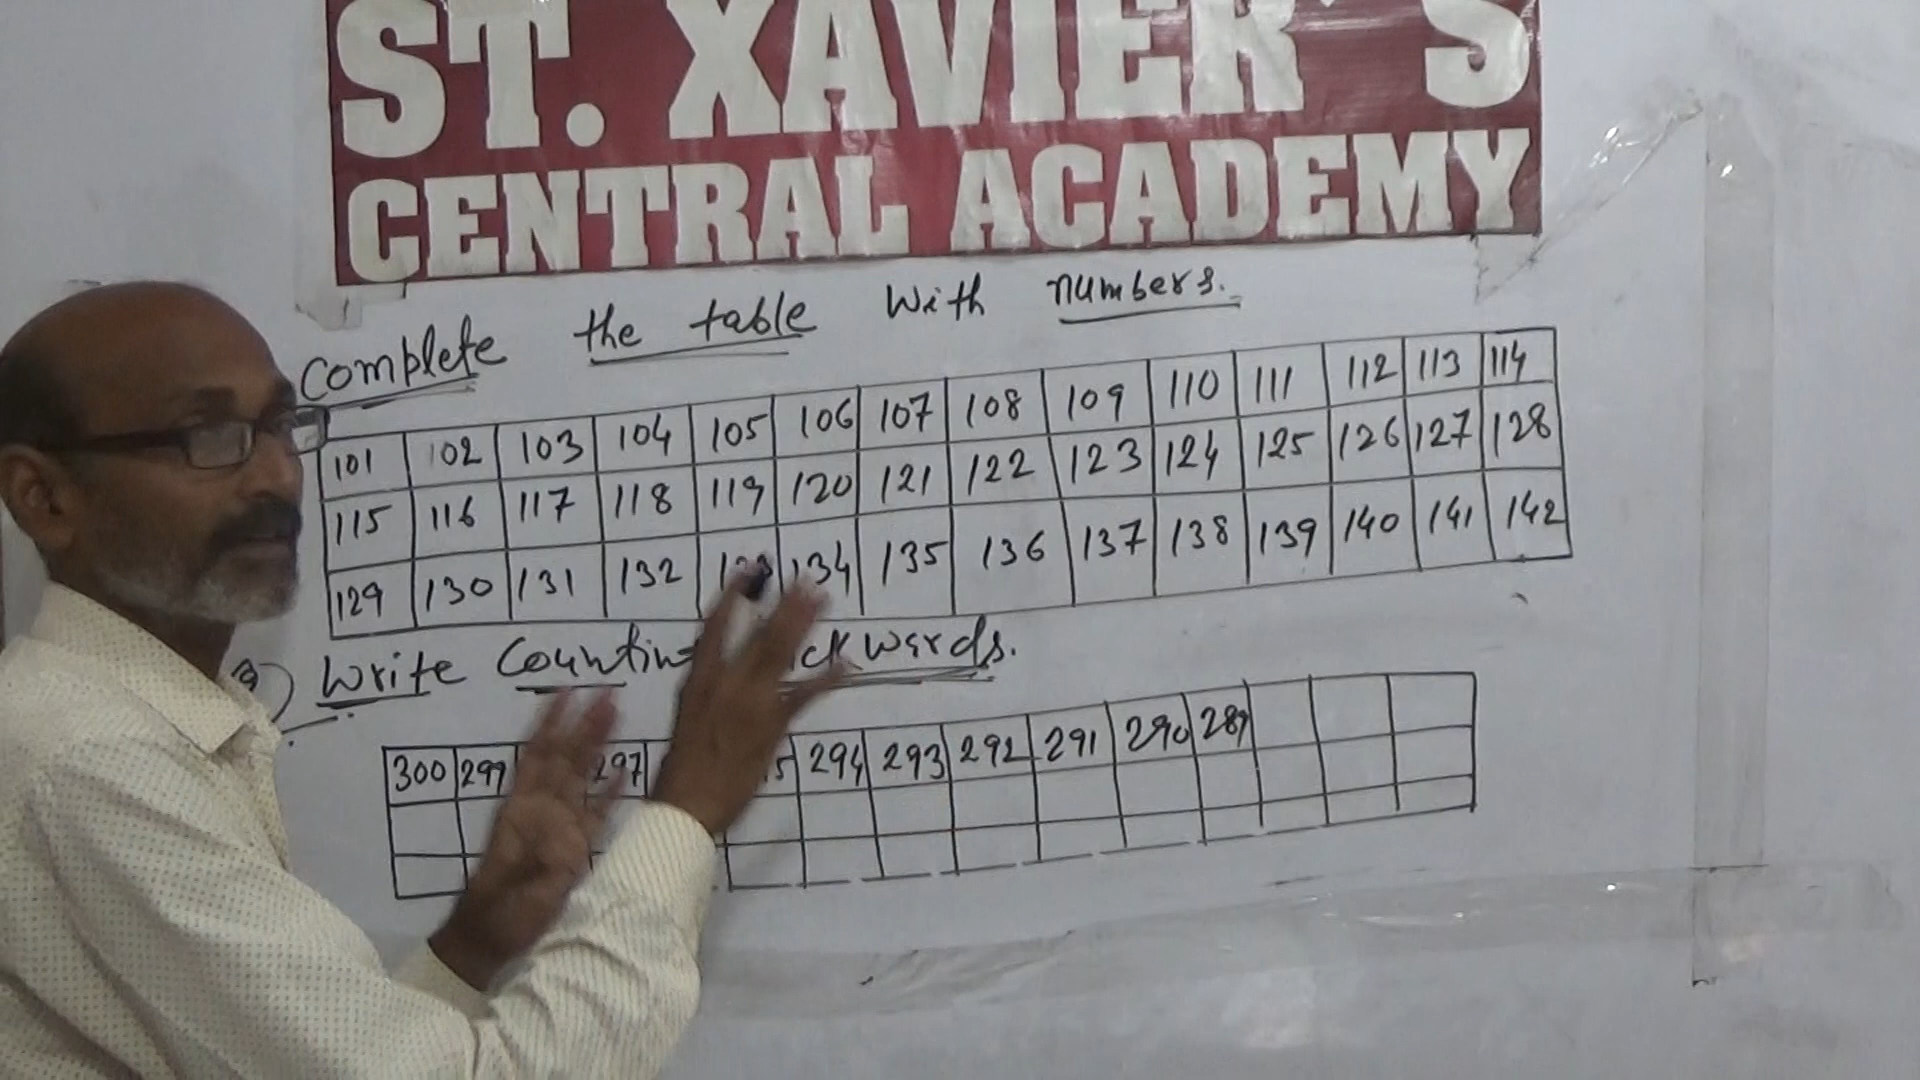 ST. XAVIER'S
CENTRAL ACADEMY
Complete the table with numbers.
101 102 103 104 105 106 107 108 109 110 111 112 113 114
115 116 117 118 119 120 121 122 123 124 125 126 127 128
129 130 131 132 134 135 136 137 138 139 140 141 142
Write
300 299 297 294 293 292 291 290 289